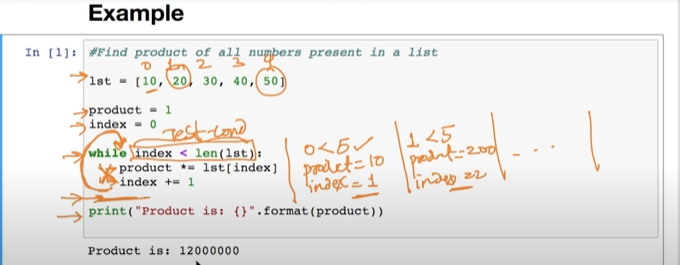 Example
In [1]: #Find product of all numbers present in a list
0 2 3 4
lst = [10, 20, 30, 40, 50]
product = 1
index = 0
Test-cond
while index < len(lst):
product *= lst[index]
index += 1
print("Product is: {}".format(product))
0<5 ✓
product=10
index=1
1<5
product=200
index=2
...
Product is: 12000000